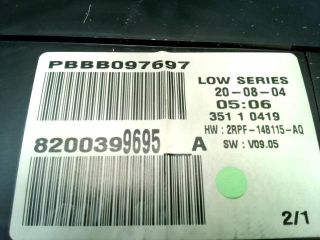 PBBB097697
LOW SERIES
20-08-04
05:06
351 1 0419
HW : 2RPF-14B115-AQ
SW : V09.05
8200399695 A
2/1